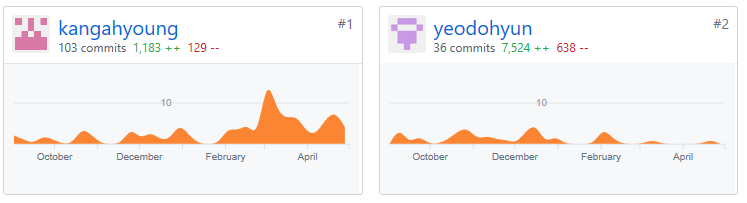 kangahyoung #1
103 commits 1,183 ++ 129 --
10
October December February April
yeodohyun #2
36 commits 7,524 ++ 638 --
10
October December February April